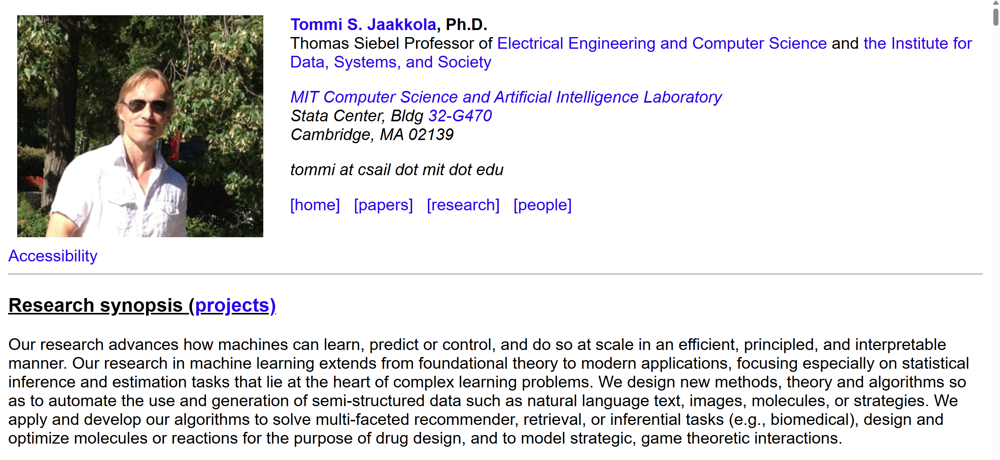 Tommi S. Jaakkola, Ph.D.
Thomas Siebel Professor of Electrical Engineering and Computer Science and the Institute for
Data, Systems, and Society
MIT Computer Science and Artificial Intelligence Laboratory
Stata Center, Bldg 32-G470
Cambridge, MA 02139
tommi at csail dot mit dot edu
[home] [papers] [research] [people]
Accessibility
Research synopsis (projects)
Our research advances how machines can learn, predict or control, and do so at scale in an efficient, principled, and interpretable
manner. Our research in machine learning extends from foundational theory to modern applications, focusing especially on statistical
inference and estimation tasks that lie at the heart of complex learning problems. We design new methods, theory and algorithms so
as to automate the use and generation of semi-structured data such as natural language text, images, molecules, or strategies. We
apply and develop our algorithms to solve multi-faceted recommender, retrieval, or inferential tasks (e.g., biomedical), design and
optimize molecules or reactions for the purpose of drug design, and to model strategic, game theoretic interactions.